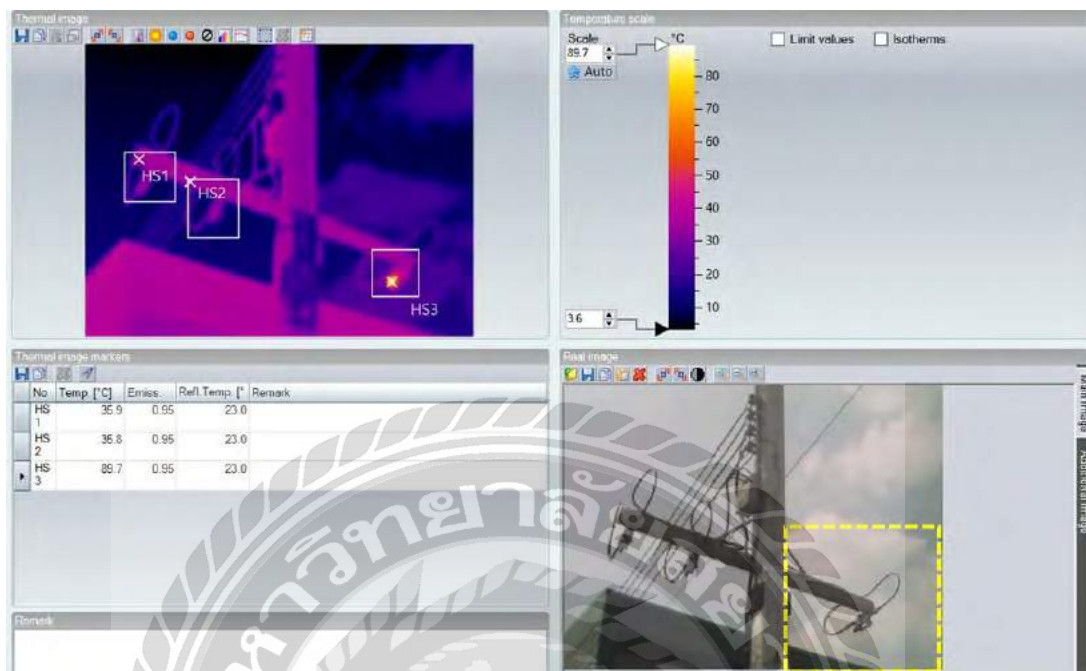 Thermal image
HS1
HS2
HS3
Temperature scale
Scale °C
89.7
Auto
Limit values Isotherms
80
70
60
50
40
30
20
10
3.6
Thermal image markers
No Temp. [°C] Emiss. Refl.Temp. [° Remark
HS 1 35.9 0.95 23.0
HS 2 35.8 0.95 23.0
HS 3 89.7 0.95 23.0
Remark
Real image
Main image
Additional image